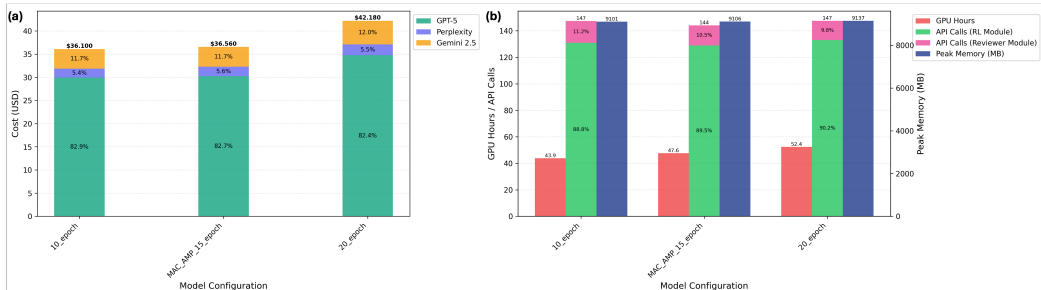 (a)
GPT-5
Perplexity
Gemini 2.5
$36.100
$36.560
$42.180
11.7%
11.7%
12.0%
5.4%
5.6%
5.5%
82.9%
82.7%
82.4%
Cost (USD)
0
5
10
15
20
25
30
35
40
10_epoch
MAC_AMP_15_epoch
20_epoch
Model Configuration
(b)
GPU Hours
API Calls (RL Module)
API Calls (Reviewer Module)
Peak Memory (MB)
147
9101
144
9106
147
9137
11.2%
10.5%
9.8%
88.8%
89.5%
90.2%
43.9
47.6
52.4
GPU Hours / API Calls
0
20
40
60
80
100
120
140
Peak Memory (MB)
0
2000
4000
6000
8000
10_epoch
MAC_AMP_15_epoch
20_epoch
Model Configuration